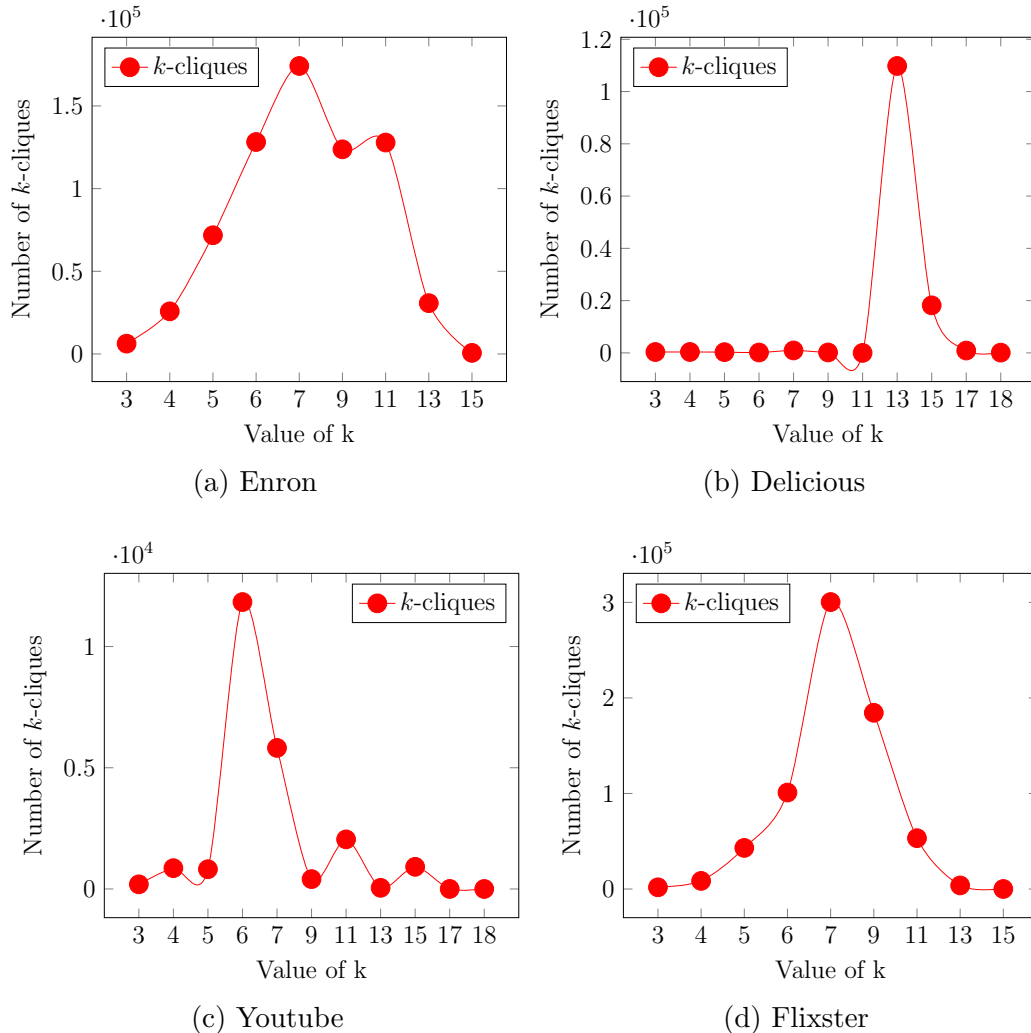 ·10^5
k-cliques
1.5
1
0.5
0
Number of k-cliques
3 4 5 6 7 9 11 13 15
Value of k
(a) Enron
1.2
·10^5
k-cliques
1
0.8
0.6
0.4
0.2
0
Number of k-cliques
3 4 5 6 7 9 11 13 15 17 18
Value of k
(b) Delicious
·10^4
k-cliques
1
0.5
0
Number of k-cliques
3 4 5 6 7 9 11 13 15 17 18
Value of k
(c) Youtube
·10^5
3
k-cliques
2
1
0
Number of k-cliques
3 4 5 6 7 9 11 13 15
Value of k
(d) Flixster